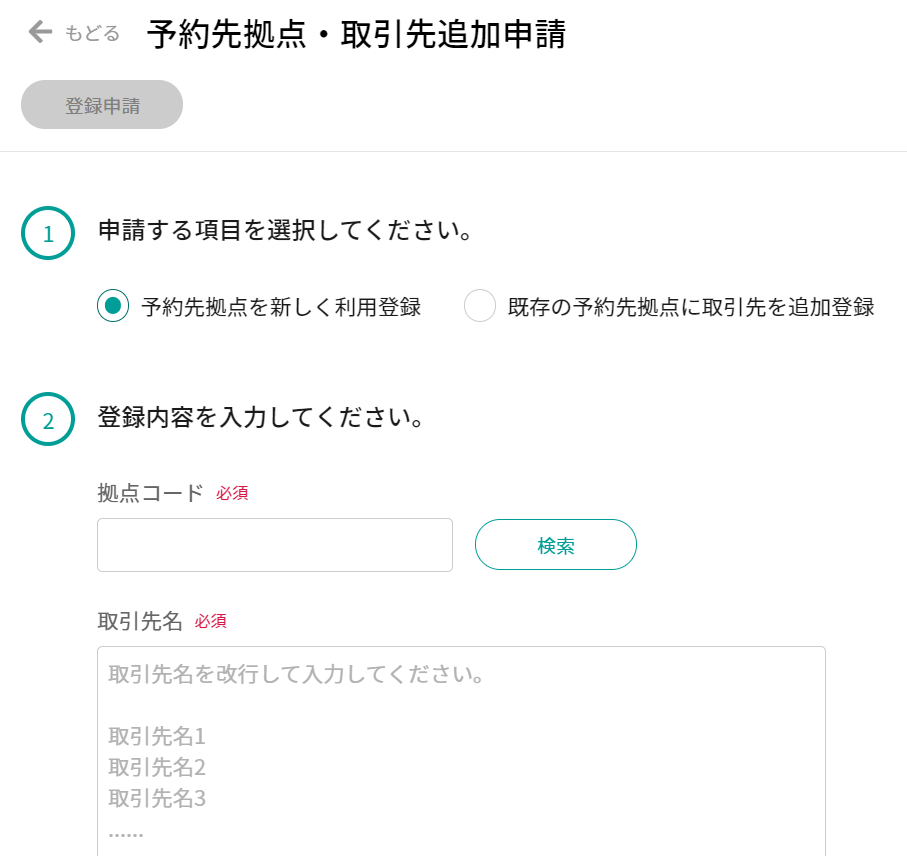 もどる 予約先拠点・取引先追加申請
登録申請
1 申請する項目を選択してください。
予約先拠点を新しく利用登録 既存の予約先拠点に取引先を追加登録
2 登録内容を入力してください。
拠点コード 必須
検索
取引先名 必須
取引先名を改行して入力してください。
取引先名1
取引先名2
取引先名3
......